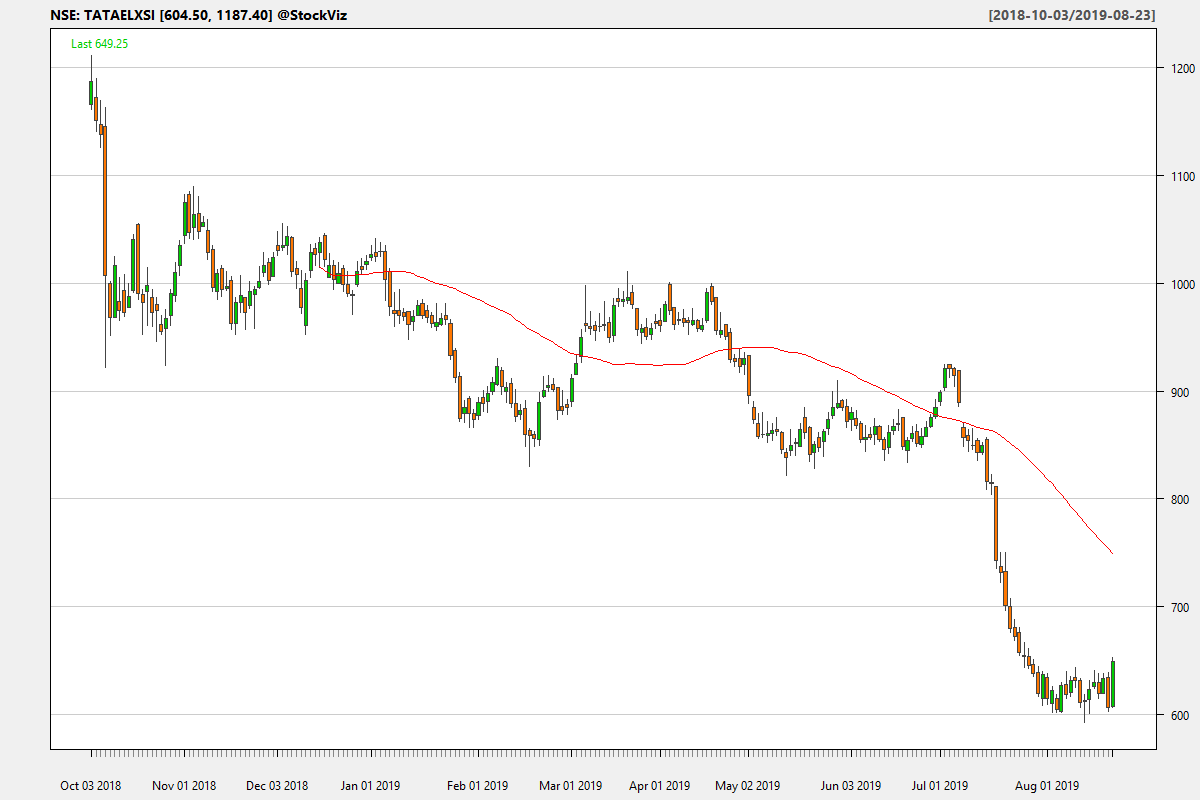 NSE: TATAELXSI [604.50, 1187.40] @StockViz [2018-10-03/2019-08-23]
Last 649.25
1200
1100
1000
900
800
700
600
Oct 03 2018 Nov 01 2018 Dec 03 2018 Jan 01 2019 Feb 01 2019 Mar 01 2019 Apr 01 2019 May 02 2019 Jun 03 2019 Jul 01 2019 Aug 01 2019